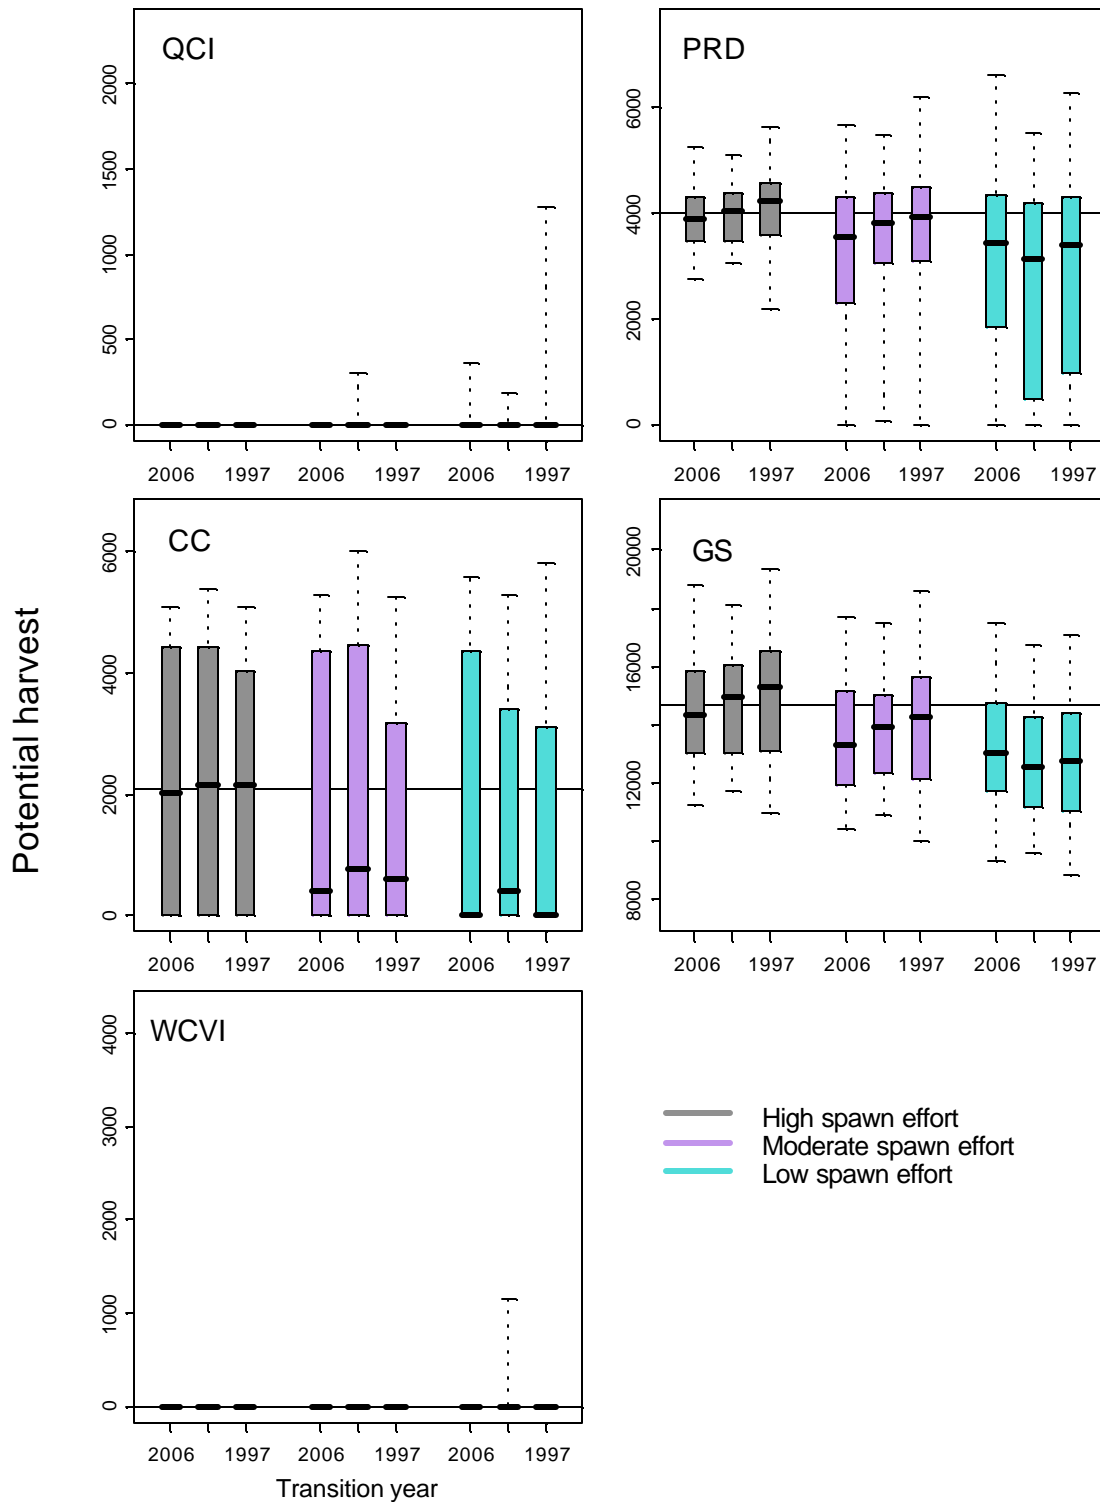 QCI
2000
1500
1000
500
0
2006 1997 2006 1997 2006 1997
PRD
6000
4000
2000
0
2006 1997 2006 1997 2006 1997
CC
6000
4000
2000
0
2006 1997 2006 1997 2006 1997
GS
20000
16000
12000
8000
2006 1997 2006 1997 2006 1997
Potential harvest
WCVI
4000
3000
2000
1000
0
2006 1997 2006 1997 2006 1997
Transition year
High spawn effort
Moderate spawn effort
Low spawn effort